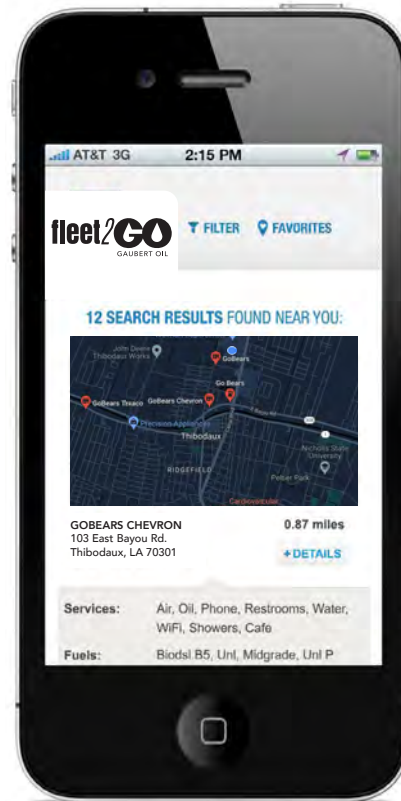 AT&T 3G 2:15 PM
fleet2GO
GAUBERT OIL
FILTER FAVORITES
12 SEARCH RESULTS FOUND NEAR YOU:
John Deere
Thibodaux Works
GoBears
Go Bears
GoBears Texaco GoBears Chevron
Precision Appliances
Thibodaux
Nicholls State
University
RIDGEFIELD
Peltier Park
Cardiovascular
GOBEARS CHEVRON 0.87 miles
103 East Bayou Rd.
Thibodaux, LA 70301 +DETAILS
Services: Air, Oil, Phone, Restrooms, Water,
WiFi, Showers, Cafe
Fuels: Biodsl B5, Unl, Midgrade, Unl P